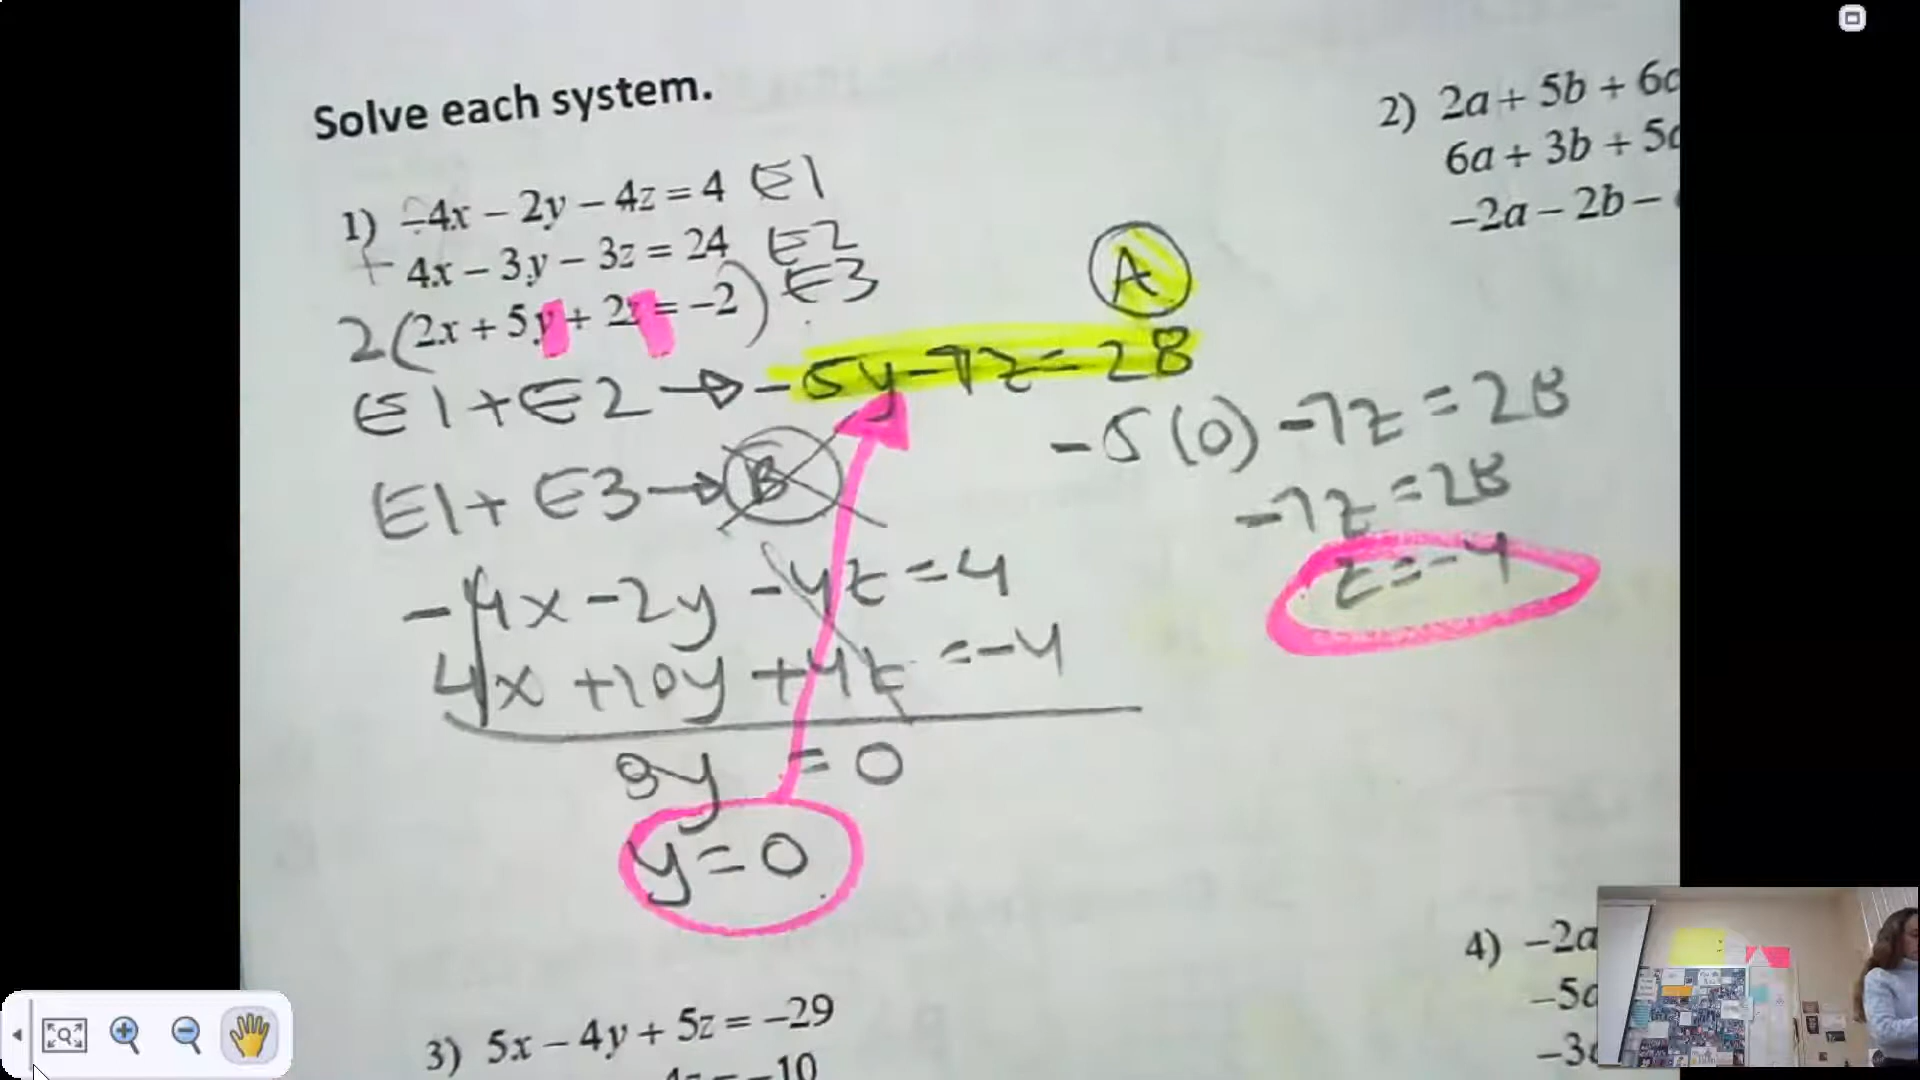 Solve each system.
1) -4x – 2y – 4z = 4 E1
+ 4x – 3y – 3z = 24 E2
2(2x + 5y + 2z = –2) E3
E1+E2 → -5y-7z=28
A
E1+E3→ B
-4x-2y -4z=4
4x +10y +4z =-4
8y = 0
y=0
-5(0)-7z=28
-7z=28
z=-4
2) 2a + 5b + 6c
6a + 3b + 5c
–2a – 2b –
3) 5x – 4y + 5z = –29
= –10
4) –2a
–5c
–3c